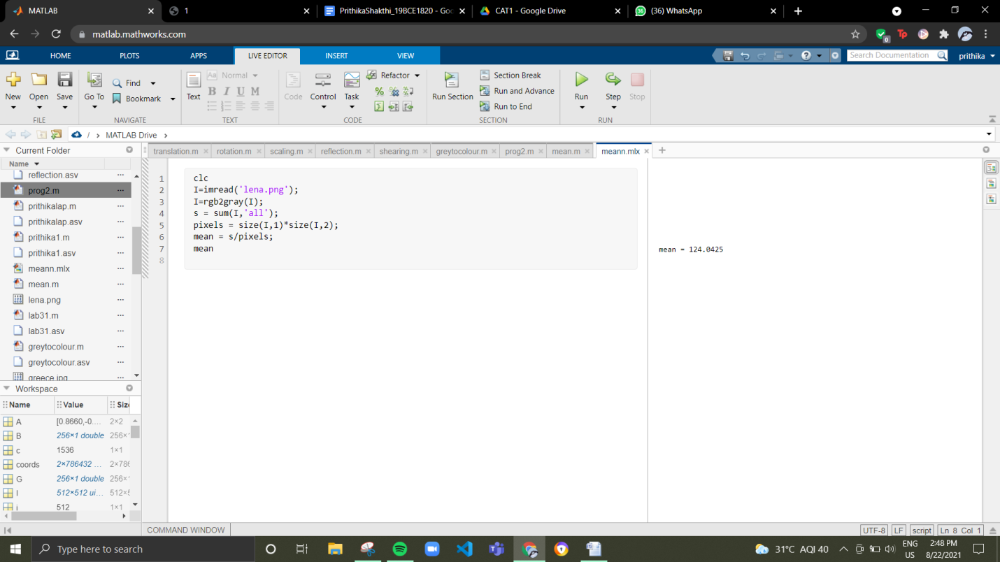 MATLAB
1
PrithikaShakthi_19BCE1820 - Goo
CAT1 - Google Drive
(36) WhatsApp
matlab.mathworks.com
0
Tp
HOME
PLOTS
APPS
LIVE EDITOR
INSERT
VIEW
Search Documentation
prithika
New
Open
Save
FILE
Go To
Find
Bookmark
NAVIGATE
Text
Aa Normal
B I U M
TEXT
Code
Control
Task
Refactor
CODE
Run Section
Section Break
Run and Advance
Run to End
SECTION
Run
Step
Stop
RUN
/ › MATLAB Drive ›
Current Folder
Name
reflection.asv
prog2.m
prithikalap.m
prithikalap.asv
prithika1.m
prithika1.asv
meann.mlx
mean.m
lena.png
lab31.m
lab31.asv
greytocolour.m
greytocolour.asv
greece.jpg
Workspace
Name Value Size
A [0.8660,-0.... 2×2
B 256×1 double 256×1
c 1536 1×1
coords 2×786432 ... 2×786
G 256×1 double 256×1
I 512×512 ui... 512×5
i 512 1×1
translation.m
rotation.m
scaling.m
reflection.m
shearing.m
greytocolour.m
prog2.m
mean.m
meann.mlx
1 clc
2 I=imread('lena.png');
3 I=rgb2gray(I);
4 s = sum(I,'all');
5 pixels = size(I,1)*size(I,2);
6 mean = s/pixels;
7 mean
8
mean = 124.0425
COMMAND WINDOW
UTF-8
LF
script
Ln 8 Col 1
Type here to search
31°C AQI 40
ENG
US
2:48 PM
8/22/2021